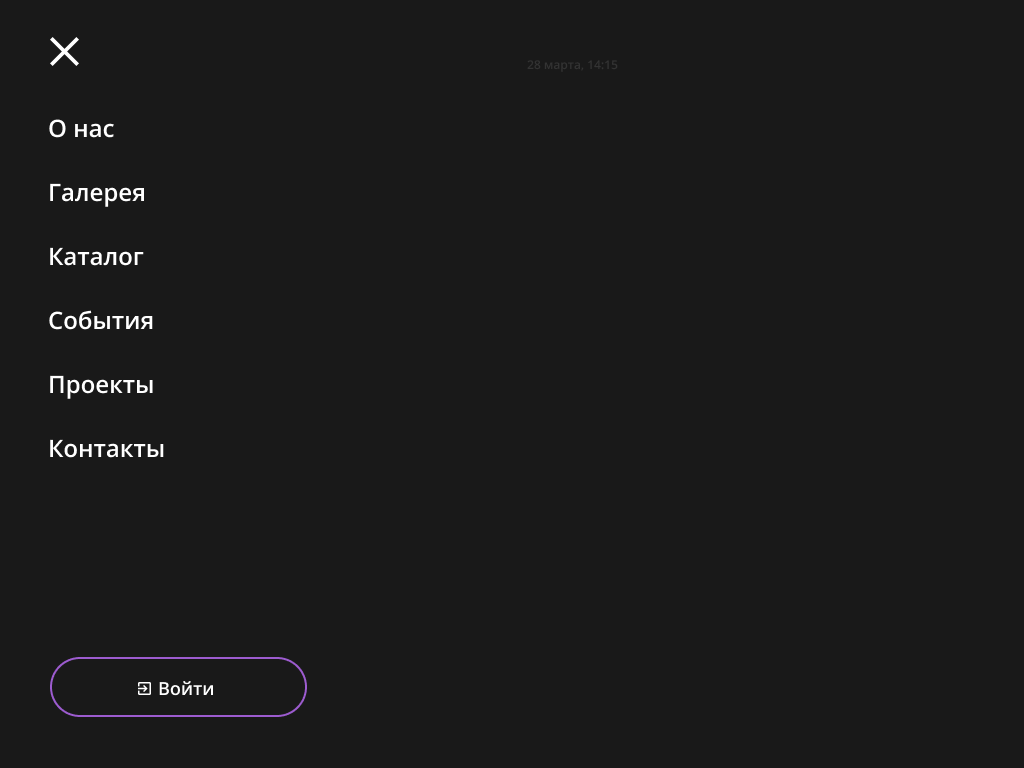 28 марта, 14:15
О нас
Галерея
Каталог
События
Проекты
Контакты
Войти